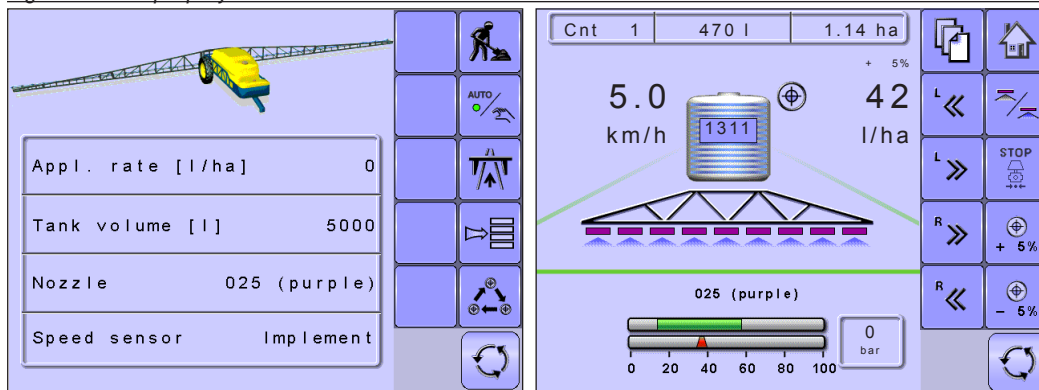 AUTO
Appl. rate [l/ha] 0
Tank volume [l] 5000
Nozzle 025 (purple)
Speed sensor Implement
Cnt 1 470 l 1.14 ha
+ 5%
5.0 42
km/h 1311 l/ha
L
L
STOP
R
+ 5%
025 (purple)
R
- 5%
0
bar
0 20 40 60 80 100